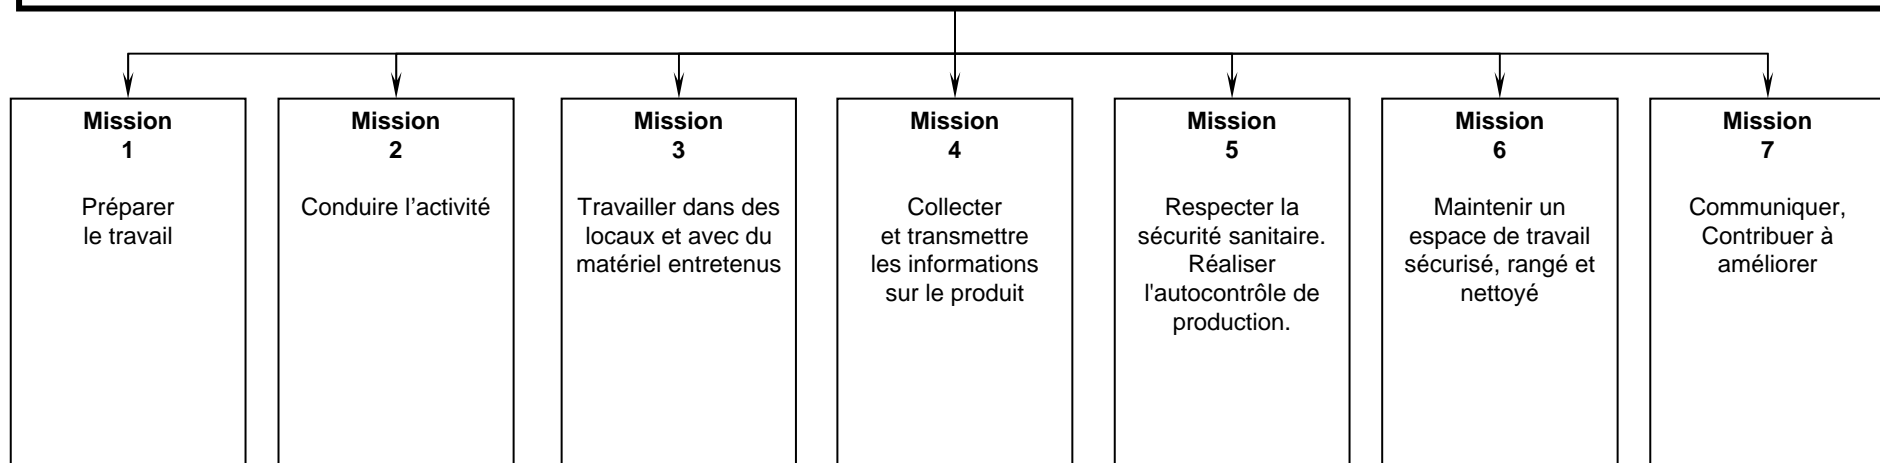 Mission
1
Préparer
le travail
Mission
2
Conduire l’activité
Mission
3
Travailler dans des
locaux et avec du
matériel entretenus
Mission
4
Collecter
et transmettre
les informations
sur le produit
Mission
5
Respecter la
sécurité sanitaire.
Réaliser
l'autocontrôle de
production.
Mission
6
Maintenir un
espace de travail
sécurisé, rangé et
nettoyé
Mission
7
Communiquer,
Contribuer à
améliorer